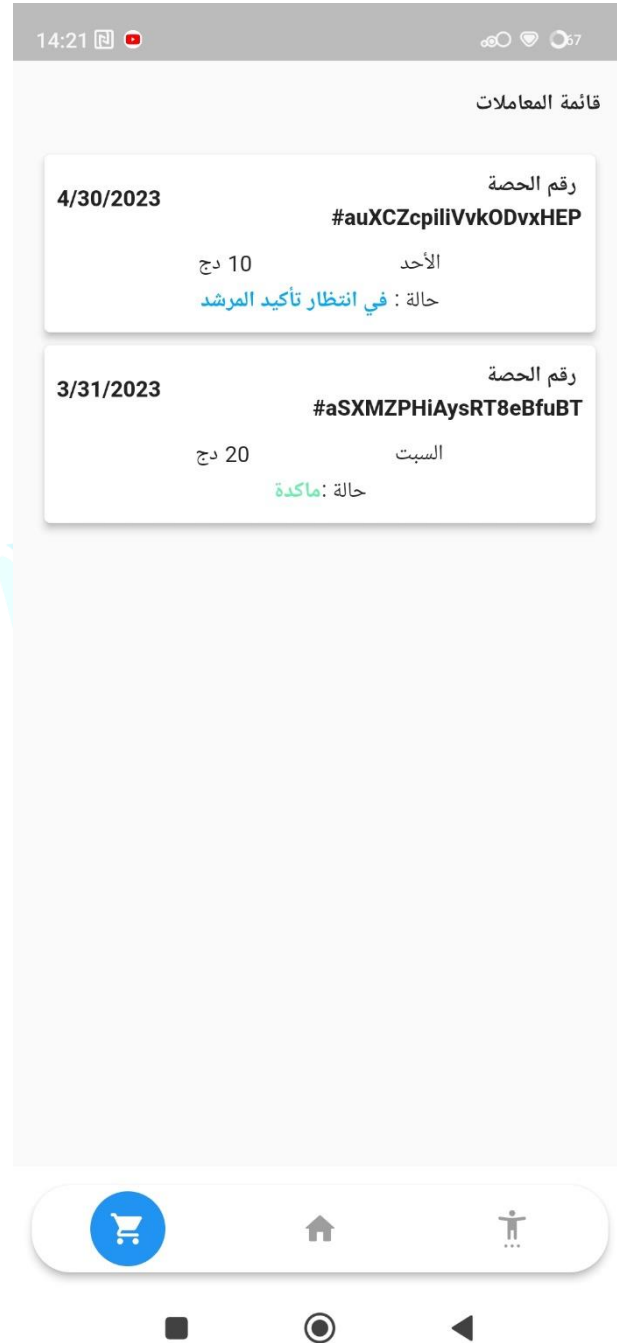 14:21
67
قائمة المعاملات
رقم الحصة
#auXCZcpiliVvkODvxHEP
4/30/2023
الأحد 10 دج
حالة : في انتظار تأكيد المرشد
رقم الحصة
#aSXMZPHiAysRT8eBfuBT
3/31/2023
السبت 20 دج
حالة :ماكدة